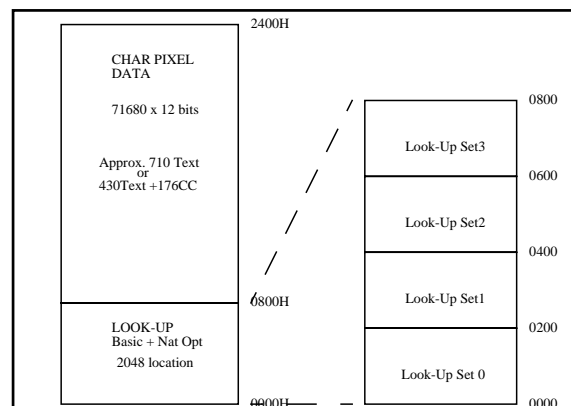 2400H
CHAR PIXEL
DATA
71680 x 12 bits
Approx. 710 Text
or
430Text +176CC
0800H
LOOK-UP
Basic + Nat Opt
2048 location
0000H
0800
Look-Up Set3
0600
Look-Up Set2
0400
Look-Up Set1
0200
Look-Up Set 0
0000